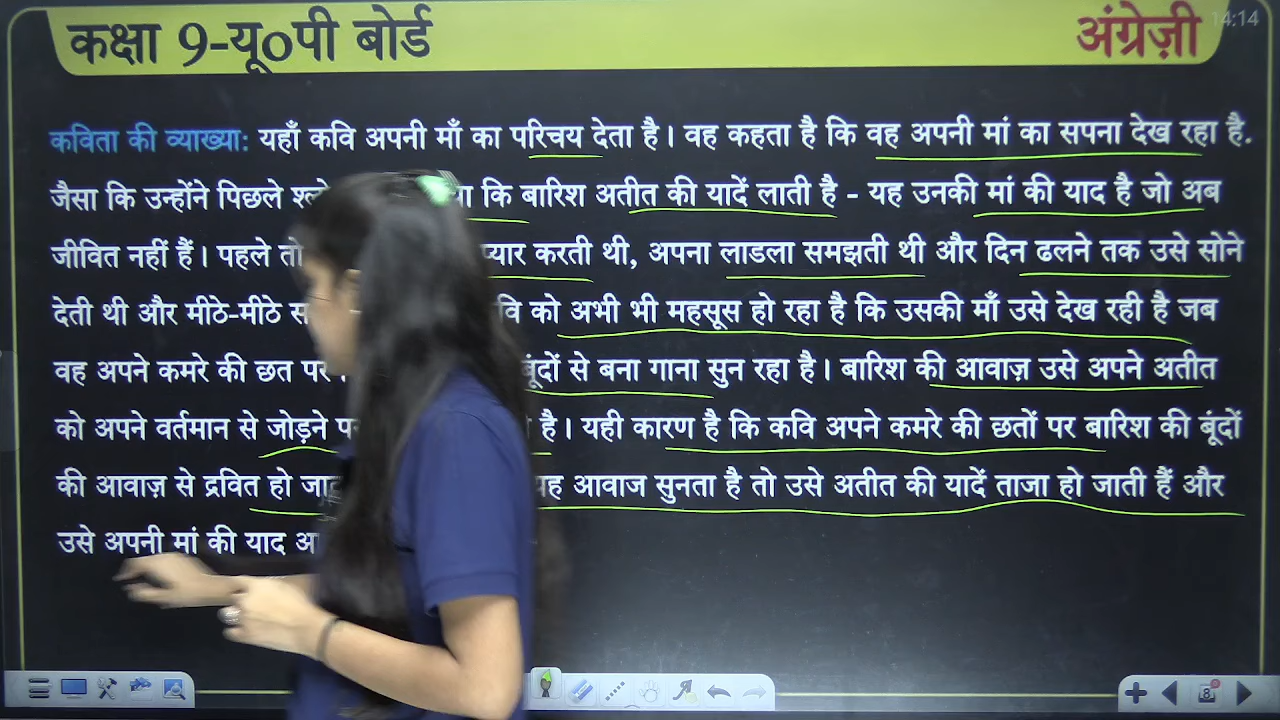 कक्षा 9-यू०पी बोर्ड
अंग्रेज़ी
14:14
कविता की व्याख्या: यहाँ कवि अपनी माँ का परिचय देता है। वह कहता है कि वह अपनी मां का सपना देख रहा है.
जैसा कि उन्होंने पिछले कि बारिश अतीत की यादें लाती है - यह उनकी मां की याद है जो अब
जीवित नहीं हैं। पहले प्यार करती थी, अपना लाडला समझती थी और दिन ढलने तक उसे सोने
देती थी और मीठे-मीठे को अभी भी महसूस हो रहा है कि उसकी माँ उसे देख रही है जब
वह अपने कमरे की छत पर बूंदों से बना गाना सुन रहा है। बारिश की आवाज़ उसे अपने अतीत
को अपने वर्तमान से जोड़ने है। यही कारण है कि कवि अपने कमरे की छतों पर बारिश की बूंदों
की आवाज़ से द्रवित हो आवाज सुनता है तो उसे अतीत की यादें ताजा हो जाती हैं और
उसे अपनी मां की याद
8